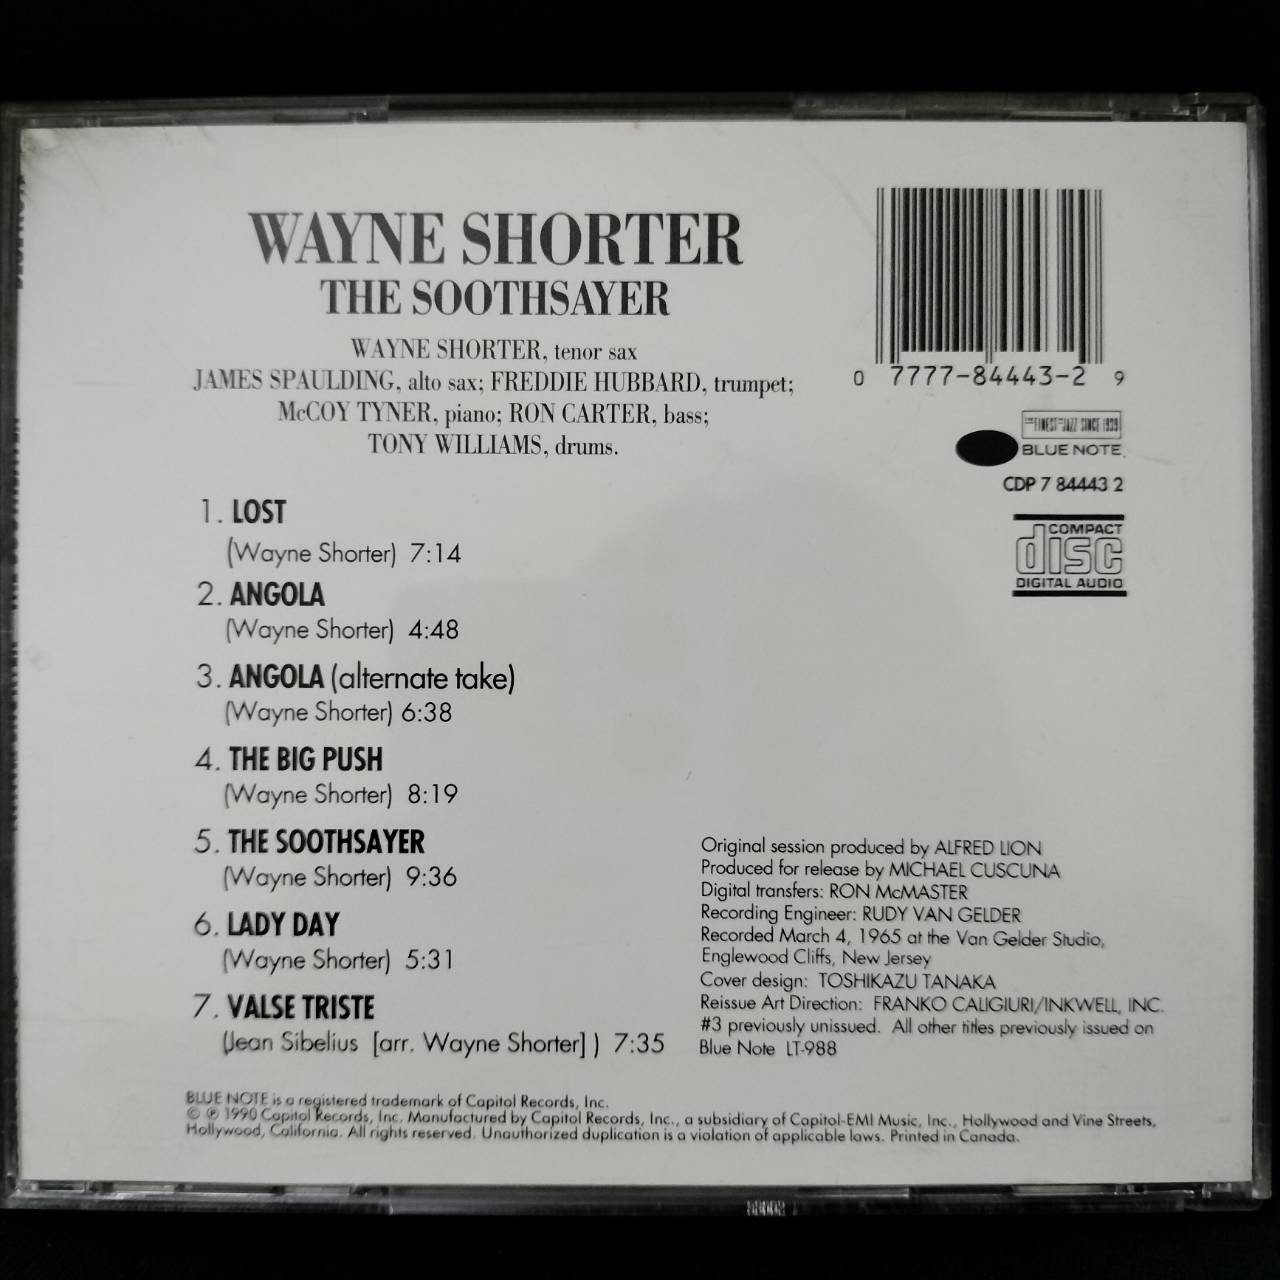 WAYNE SHORTER
THE SOOTHSAYER
WAYNE SHORTER, tenor sax
JAMES SPAULDING, alto sax; FREDDIE HUBBARD, trumpet;
McCOY TYNER, piano; RON CARTER, bass;
TONY WILLIAMS, drums.
0 7777-84443-2 9
THE FINEST IN JAZZ SINCE 1939
BLUE NOTE
CDP 7 84443 2
COMPACT
disc
DIGITAL AUDIO
1. LOST
(Wayne Shorter) 7:14
2. ANGOLA
(Wayne Shorter) 4:48
3. ANGOLA (alternate take)
(Wayne Shorter) 6:38
4. THE BIG PUSH
(Wayne Shorter) 8:19
5. THE SOOTHSAYER
(Wayne Shorter) 9:36
6. LADY DAY
(Wayne Shorter) 5:31
7. VALSE TRISTE
(Jean Sibelius [arr. Wayne Shorter] ) 7:35
Original session produced by ALFRED LION
Produced for release by MICHAEL CUSCUNA
Digital transfers: RON McMASTER
Recording Engineer: RUDY VAN GELDER
Recorded March 4, 1965 at the Van Gelder Studio,
Englewood Cliffs, New Jersey
Cover design: TOSHIKAZU TANAKA
Reissue Art Direction: FRANKO CALIGIURI/INKWELL, INC.
#3 previously unissued. All other titles previously issued on
Blue Note LT-988
BLUE NOTE is a registered trademark of Capitol Records, Inc.
© ℗ 1990 Capitol Records, Inc. Manufactured by Capitol Records, Inc., a subsidiary of Capitol-EMI Music, Inc., Hollywood and Vine Streets,
Hollywood, California. All rights reserved. Unauthorized duplication is a violation of applicable laws. Printed in Canada.